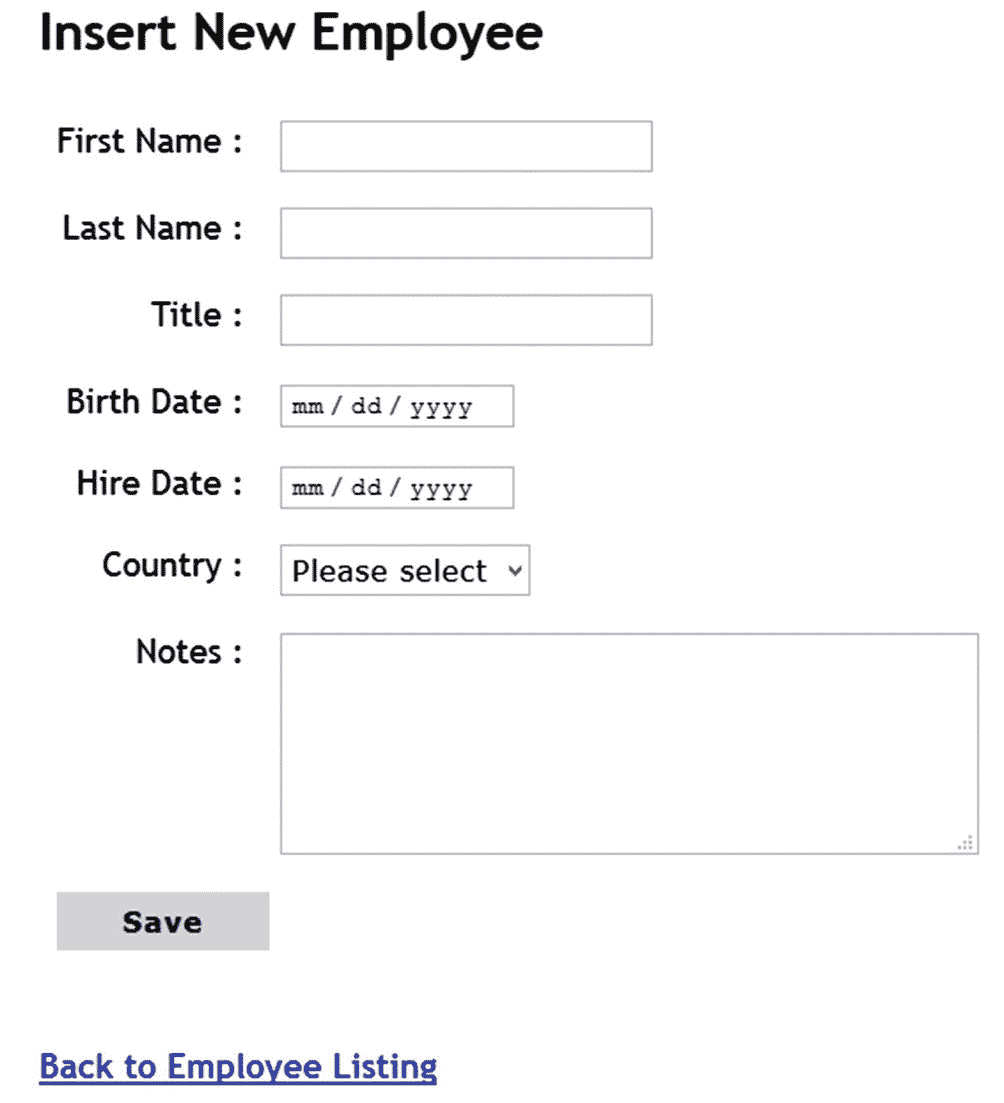 Insert New Employee
First Name :
Last Name :
Title :
Birth Date : mm / dd / yyyy
Hire Date : mm / dd / yyyy
Country : Please select
Notes :
Save
Back to Employee Listing